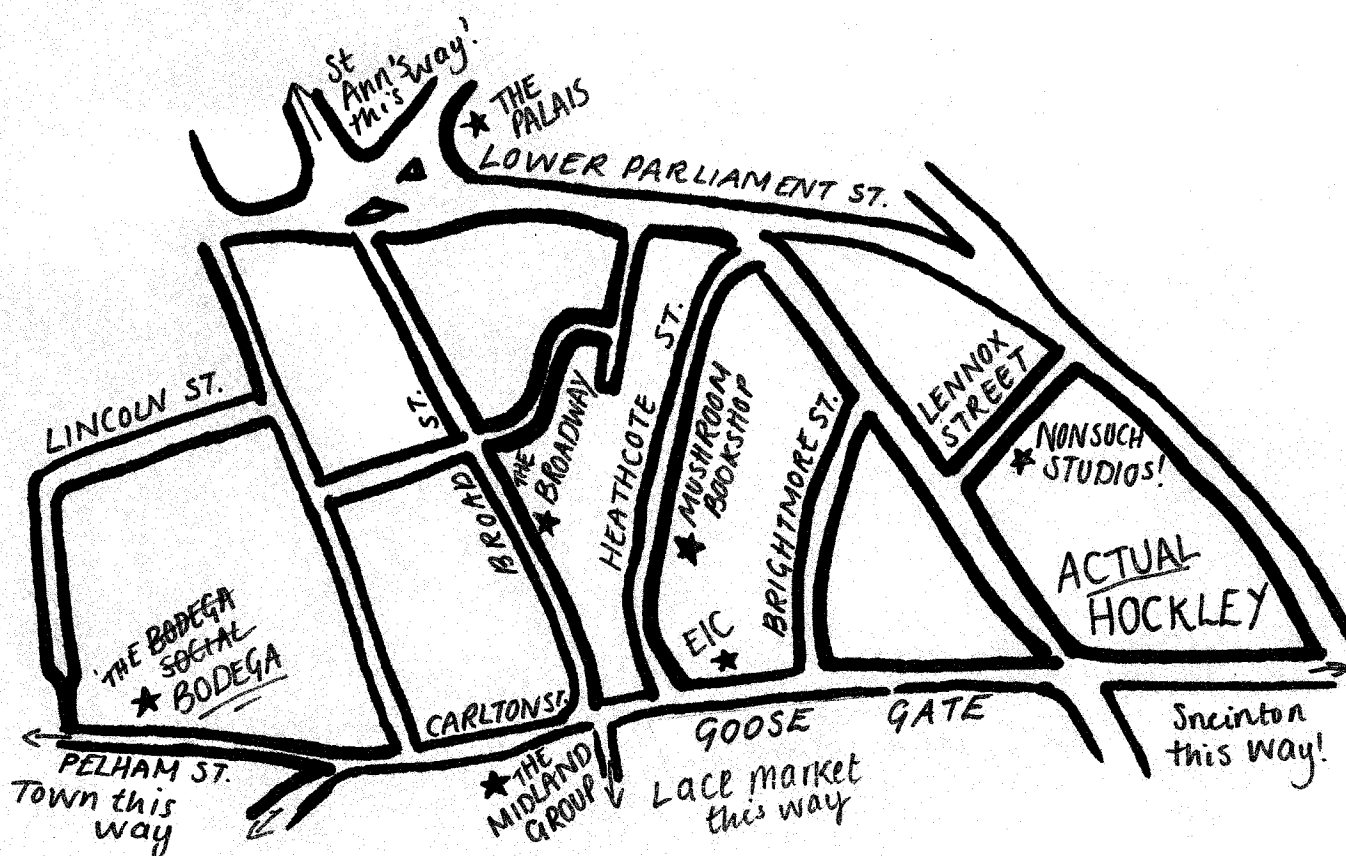 St
Ann's way!
this
THE
PALAIS
LOWER PARLIAMENT ST.
LINCOLN ST.
BROAD ST.
THE
BROADWAY
HEATHCOTE ST.
MUSHROOM
BOOKSHOP
BRIGHTMORE ST.
LENNOX
STREET
NONSUCH
STUDIOS!
ACTUAL
HOCKLEY
EIC
'THE BODEGA
SOCIAL
BODEGA
CARLTON ST.
PELHAM ST.
Town this
way
THE
MIDLAND
GROUP
GOOSE GATE
Lace market
this way
Sneinton
this way!